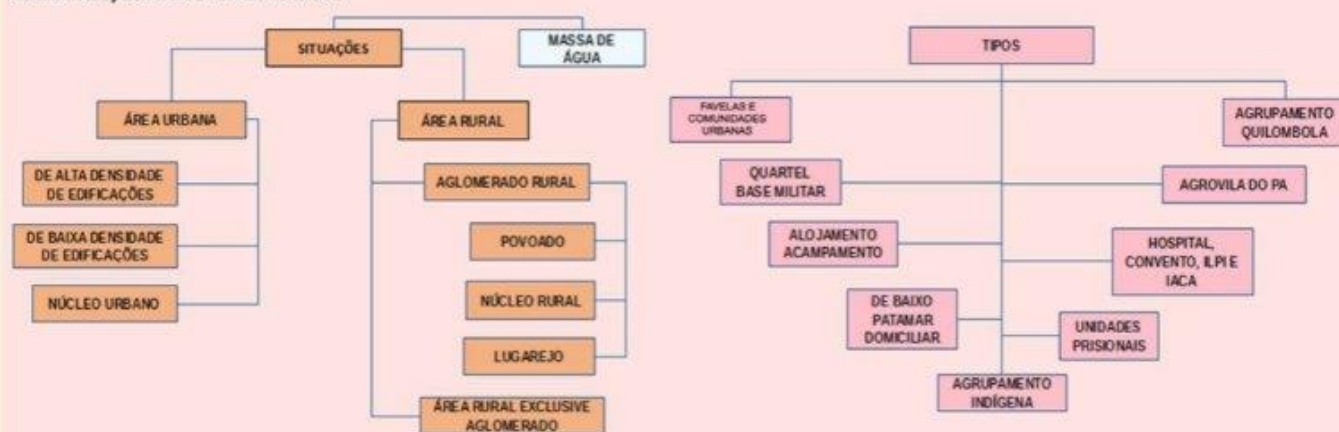 SITUAÇÕES
MASSA DE
ÁGUA
ÁREA URBANA
ÁREA RURAL
DE ALTA DENSIDADE
DE EDIFICAÇÕES
DE BAIXA DENSIDADE
DE EDIFICAÇÕES
NÚCLEO URBANO
AGLOMERADO RURAL
POVOADO
NÚCLEO RURAL
LUGAREJO
ÁREA RURAL EXCLUSIVE
AGLOMERADO
TIPOS
FAVELAS E
COMUNIDADES
URBANAS
AGRUPAMENTO
QUILOMBOLA
QUARTEL
BASE MILITAR
AGROVILA DO PA
ALOJAMENTO
ACAMPAMENTO
HOSPITAL,
CONVENTO, ILPI E
IACA
DE BAIXO
PATAMAR
DOMICILIAR
UNIDADES
PRISIONAIS
AGRUPAMENTO
INDÍGENA